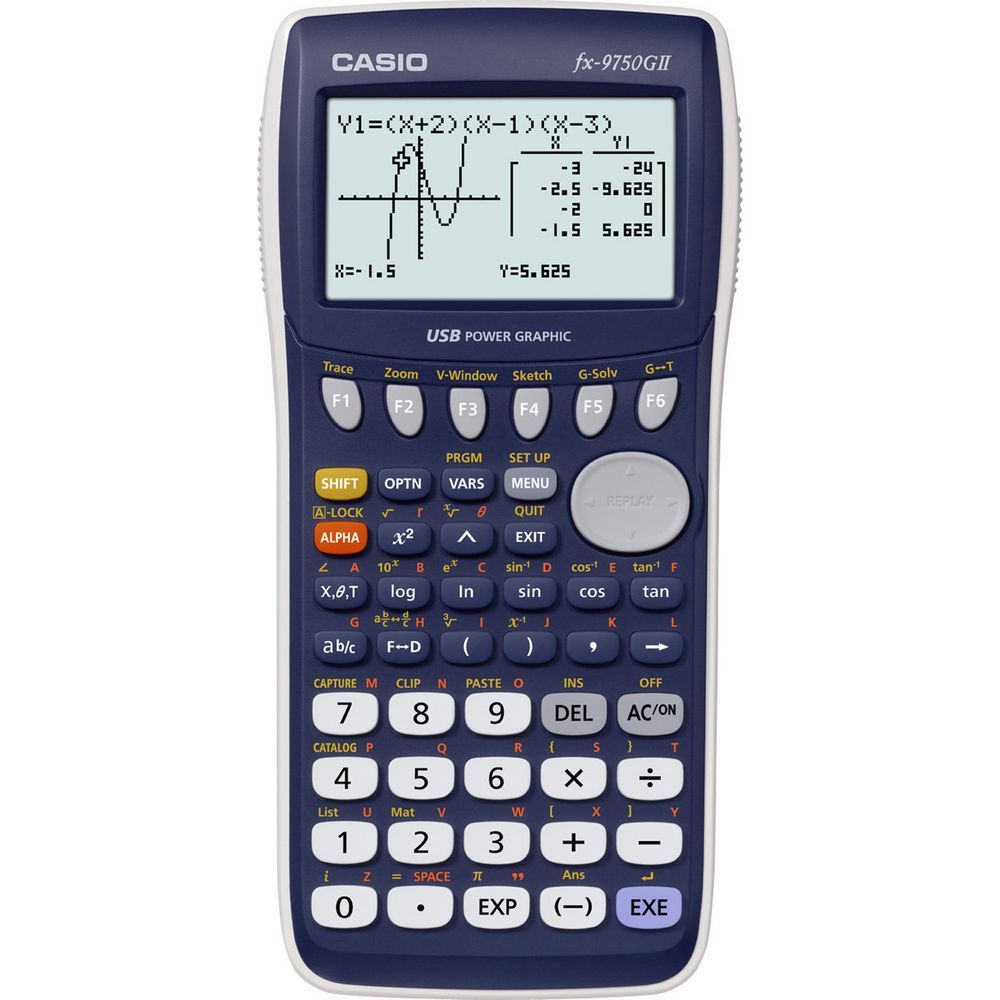 CASIO fx-9750GII
Y1=(X+2)(X-1)(X-3)
X Y1
-3 -24
-2.5 -9.625
-2 0
-1.5 5.625
X=-1.5 Y=5.625
USB POWER GRAPHIC
Trace Zoom V-Window Sketch G-Solv G↔T
F1 F2 F3 F4 F5 F6
PRGM SET UP
SHIFT OPTN VARS MENU
REPLAY
A-LOCK √ r ˣ√ θ QUIT
ALPHA x² ^ EXIT
∠ A 10ˣ B eˣ C sin⁻¹ D cos⁻¹ E tan⁻¹ F
X,θ,T log ln sin cos tan
G a b/c↔d/c H ³√ I x⁻¹ J K L
a b/c F↔D ( ) , →
CAPTURE M CLIP N PASTE O INS OFF
7 8 9 DEL AC/ON
CATALOG P Q R { S } T
4 5 6 × ÷
List U Mat V W [ X ] Y
1 2 3 + −
i Z = SPACE π ” Ans ↵
0 · EXP (−) EXE